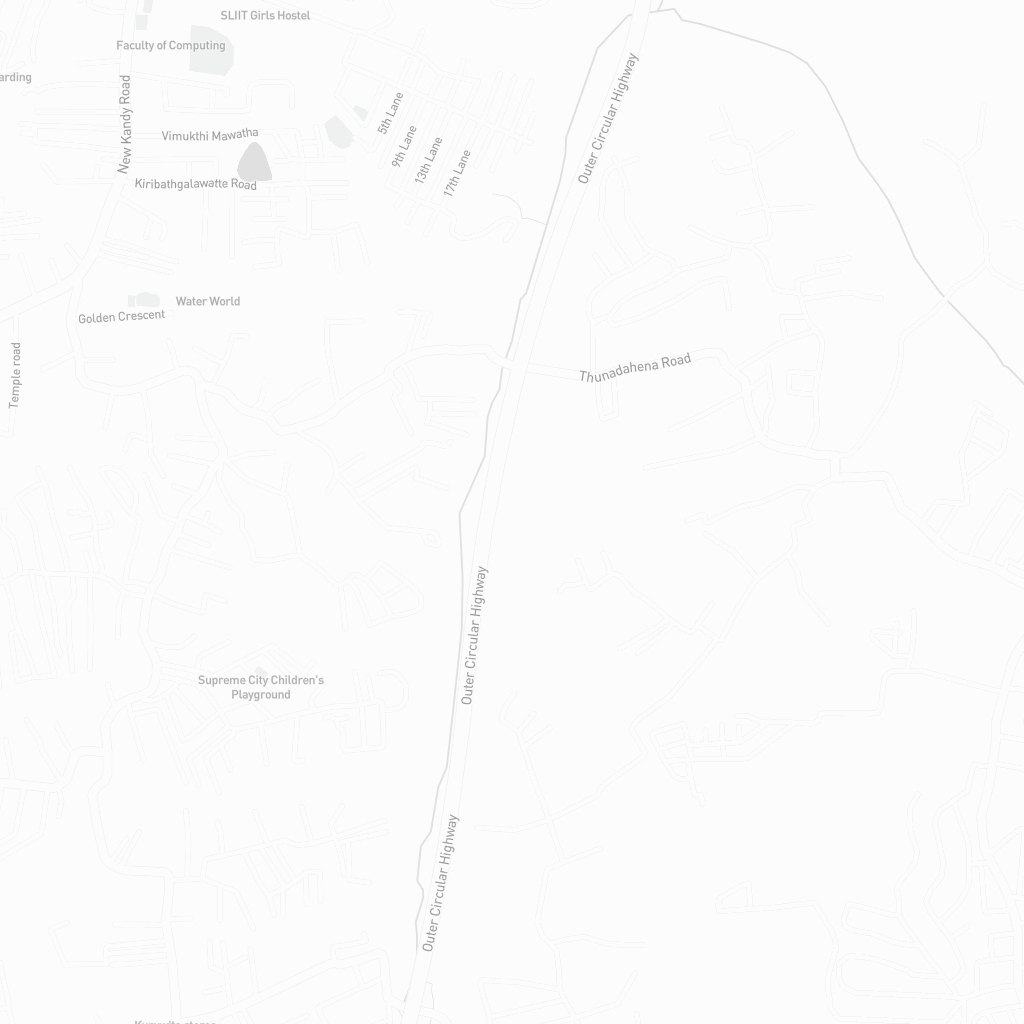 SLIIT Girls Hostel
Faculty of Computing
arding
New Kandy Road
5th Lane
9th Lane
13th Lane
17th Lane
Outer Circular Highway
Vimukthi Mawatha
Kiribathgalawatte Road
Water World
Golden Crescent
Temple road
Thunadahena Road
Outer Circular Highway
Supreme City Children's
Playground
Outer Circular Highway